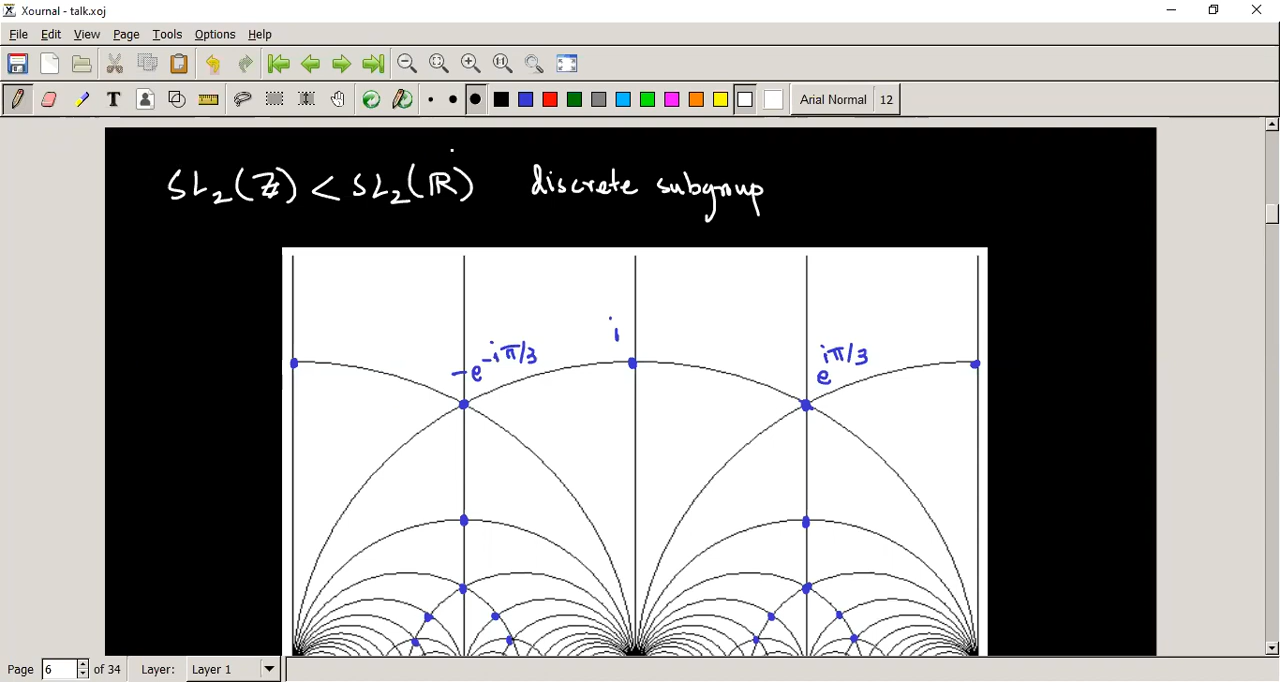 Xournal - talk.xoj
File Edit View Page Tools Options Help
T Arial Normal 12
SL₂(ℤ) < SL₂(ℝ) discrete subgroup
i
-e^{-iπ/3} e^{iπ/3}
Page 6 of 34 Layer: Layer 1